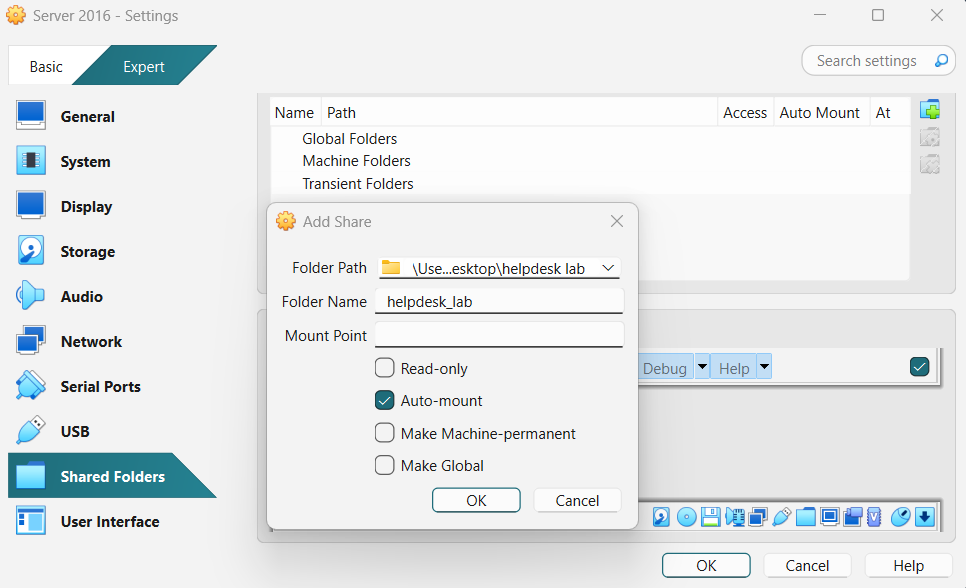 Server 2016 - Settings
Basic
Expert
Search settings
General
System
Display
Storage
Audio
Network
Serial Ports
USB
Shared Folders
User Interface
Name Path Access Auto Mount At
Global Folders
Machine Folders
Transient Folders
Add Share
Folder Path \Use...esktop\helpdesk lab
Folder Name helpdesk_lab
Mount Point
Read-only
Auto-mount
Make Machine-permanent
Make Global
OK Cancel
Debug Help
V
OK Cancel Help